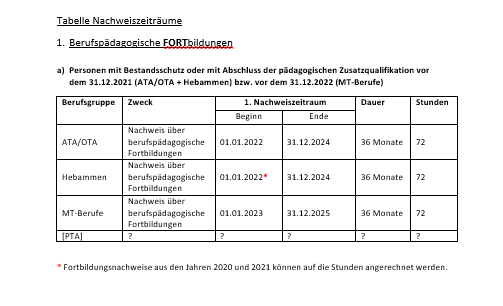 Tabelle Nachweiszeiträume
1. Berufspädagogische FORTbildungen
a) Personen mit Bestandsschutz oder mit Abschluss der pädagogischen Zusatzqualifikation vor
dem 31.12.2021 (ATA/OTA + Hebammen) bzw. vor dem 31.12.2022 (MT-Berufe)
Berufsgruppe Zweck 1. Nachweiszeitraum Dauer Stunden
Beginn Ende
ATA/OTA Nachweis über berufspädagogische Fortbildungen 01.01.2022 31.12.2024 36 Monate 72
Hebammen Nachweis über berufspädagogische Fortbildungen 01.01.2022* 31.12.2024 36 Monate 72
MT-Berufe Nachweis über berufspädagogische Fortbildungen 01.01.2023 31.12.2025 36 Monate 72
[PTA] ? ? ? ? ?
* Fortbildungsnachweise aus den Jahren 2020 und 2021 können auf die Stunden angerechnet werden.